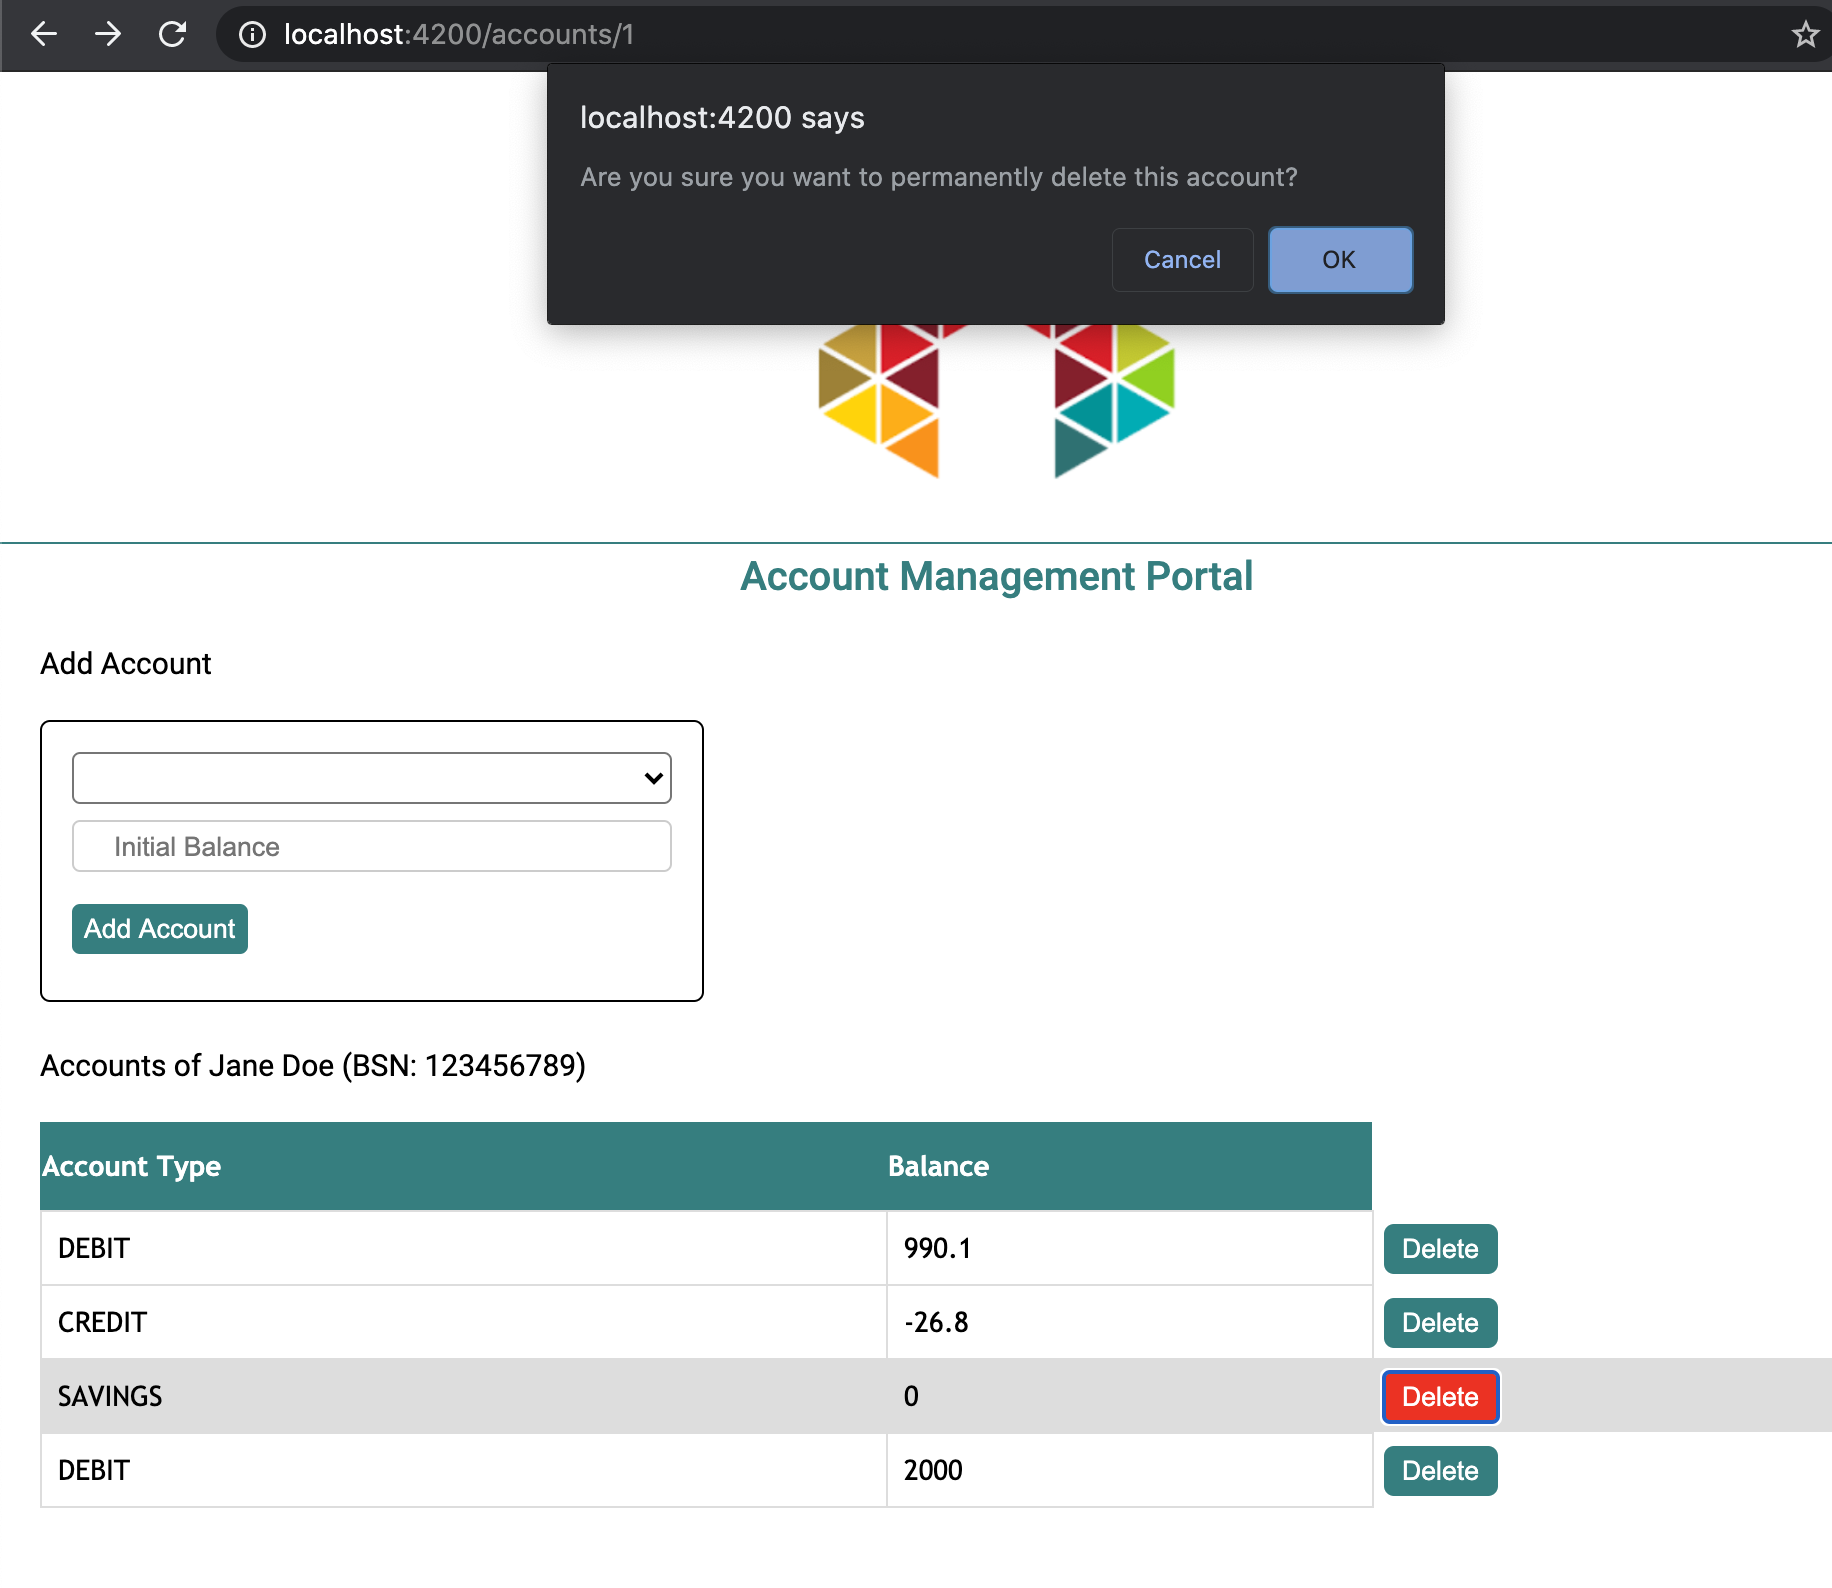 localhost:4200/accounts/1
localhost:4200 says
Are you sure you want to permanently delete this account?
Cancel OK
Account Management Portal
Add Account
Initial Balance
Add Account
Accounts of Jane Doe (BSN: 123456789)
Account Type Balance
DEBIT 990.1 Delete
CREDIT -26.8 Delete
SAVINGS 0 Delete
DEBIT 2000 Delete